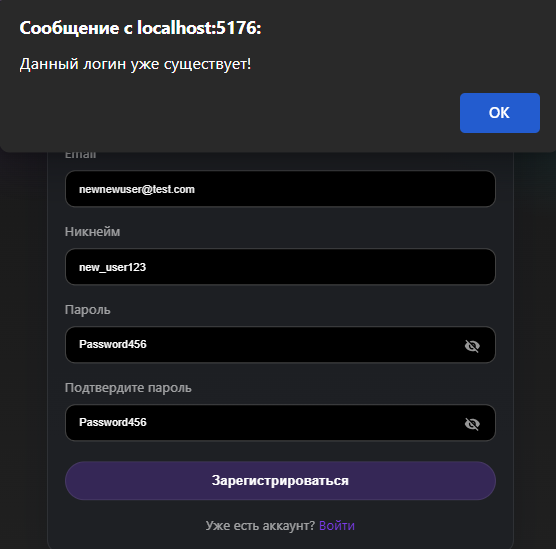 Сообщение с localhost:5176:
Данный логин уже существует!
OK
Email
newnewuser@test.com
Никнейм
new_user123
Пароль
Password456
Подтвердите пароль
Password456
Зарегистрироваться
Уже есть аккаунт? Войти